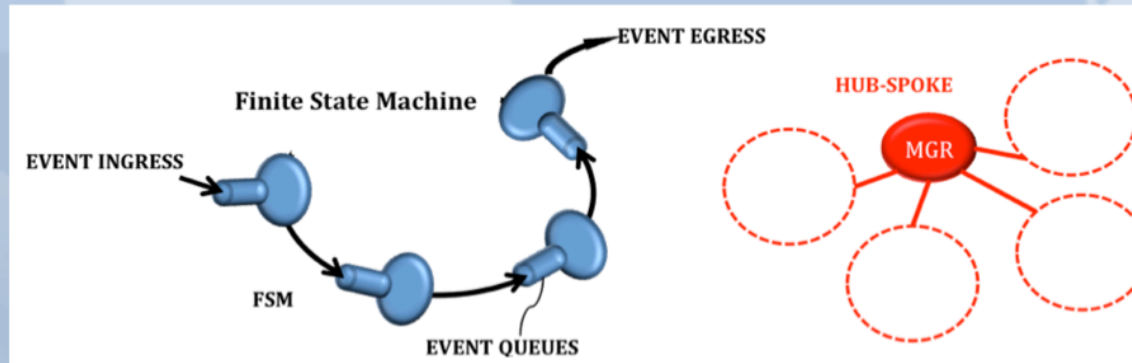 EVENT EGRESS
Finite State Machine
HUB-SPOKE
EVENT INGRESS
MGR
FSM
EVENT QUEUES